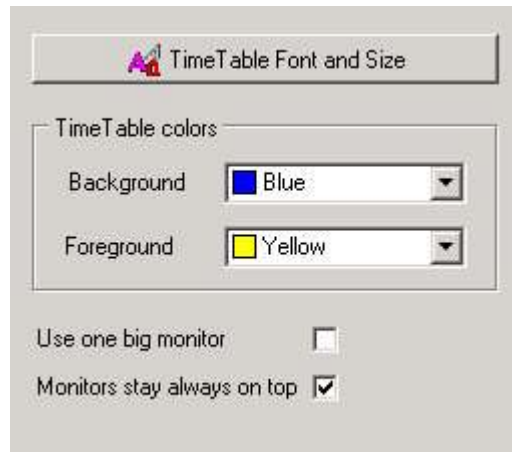 TimeTable Font and Size
TimeTable colors
Background Blue
Foreground Yellow
Use one big monitor
Monitors stay always on top